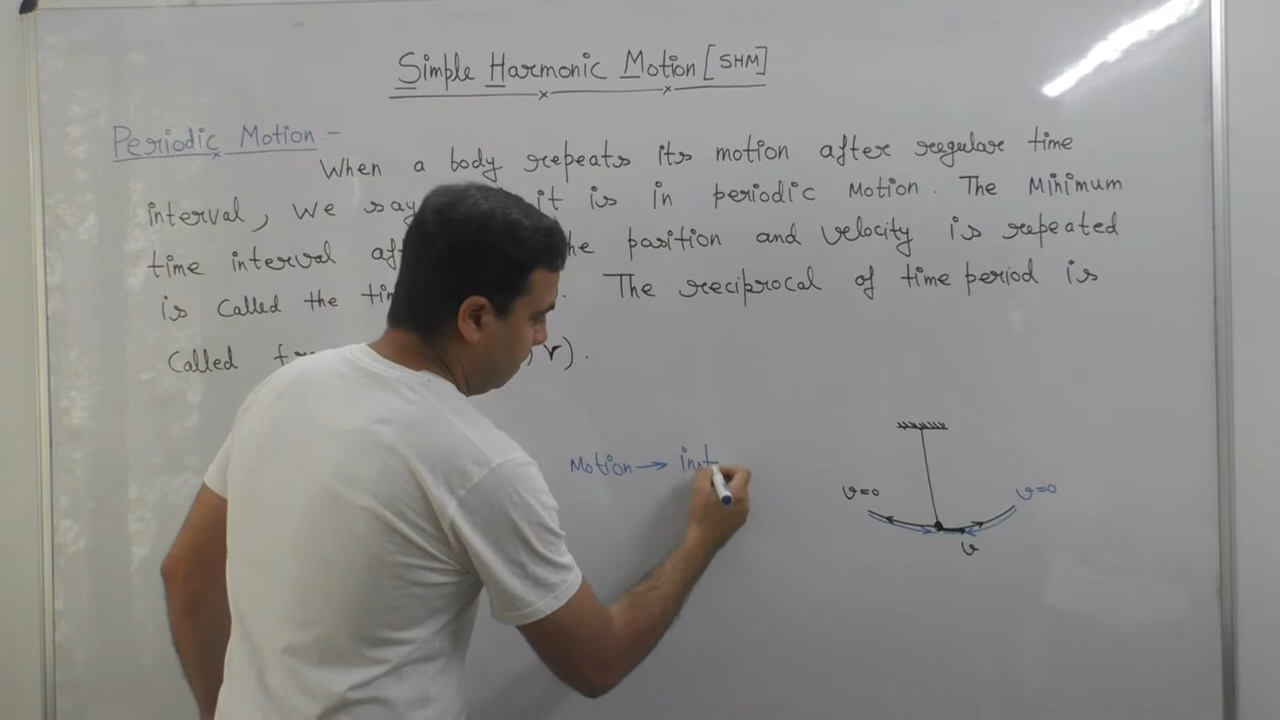 Simple Harmonic Motion [SHM]
Periodic Motion :-
When a body repeats its motion after regular time
interval, we say it is in periodic Motion. The Minimum
time interval the position and velocity is repeated
is called the . The reciprocal of time period is
Called , ν).
Motion → inst
v=0
v=0
v